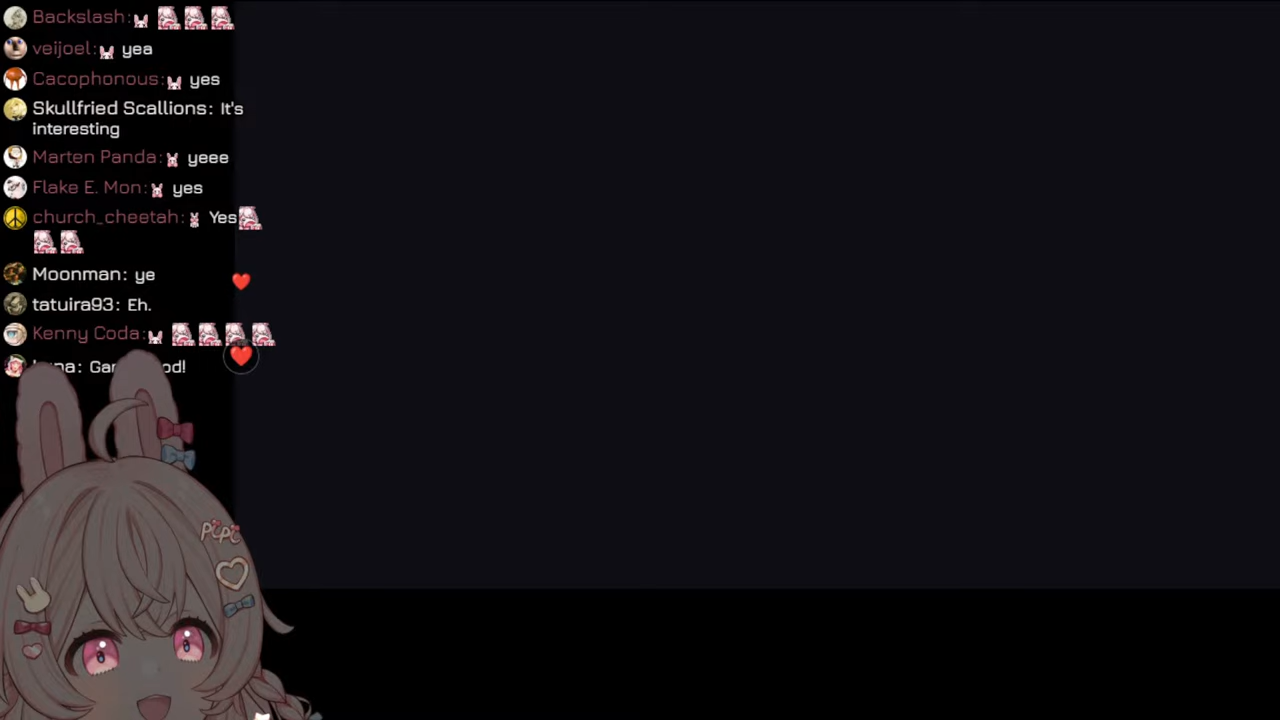 Backslash:
veijoel: yea
Cacophonous: yes
Skullfried Scallions: It's
interesting
Marten Panda: yeee
Flake E. Mon: yes
church_cheetah: Yes
Moonman: ye
tatuira93: Eh.
Kenny Coda:
pipi